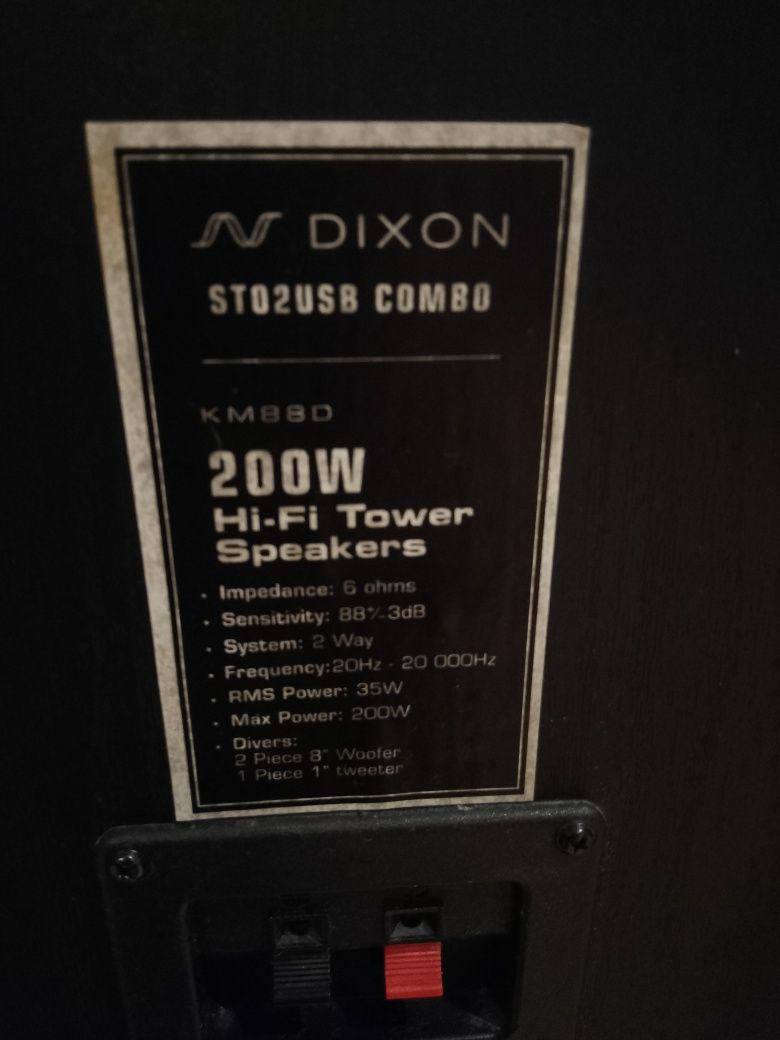 DIXON
ST02USB COMBO
KM88D
200W
Hi-Fi Tower
Speakers
• Impedance: 6 ohms
• Sensitivity: 88+/-3dB
• System: 2 Way
• Frequency:20Hz - 20 000Hz
• RMS Power: 35W
• Max Power: 200W
• Divers:
2 Piece 8" Woofer
1 Piece 1" tweeter